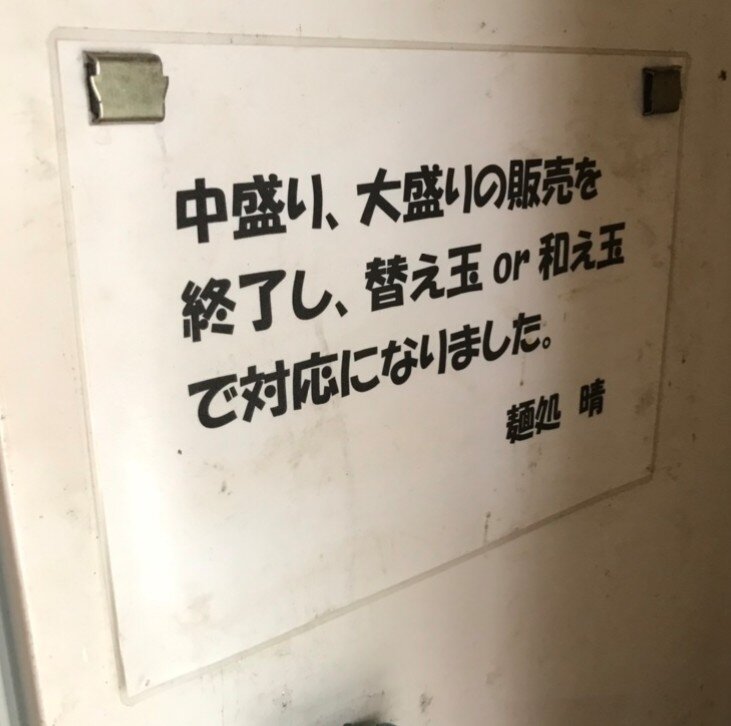 中盛り、大盛りの販売を
終了し、替え玉 or 和え玉
で対応になりました。
麺処 晴